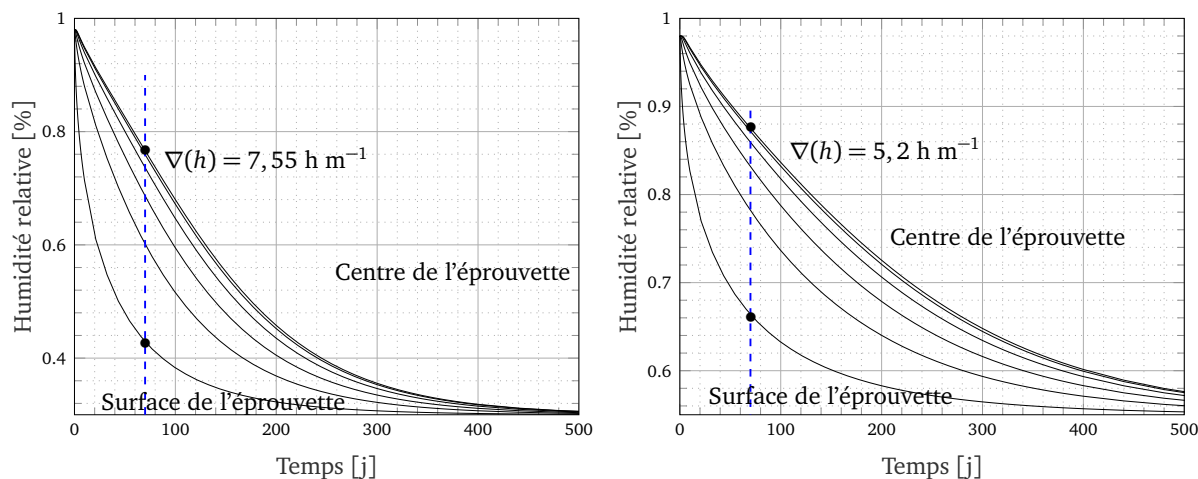 1
0.8
0.6
0.4
0
100
200
300
400
500
Humidité relative [%]
Temps [j]
∇(h) = 7,55 h m⁻¹
Centre de l'éprouvette
Surface de l'éprouvette
1
0.9
0.8
0.7
0.6
0
100
200
300
400
500
Humidité relative [%]
Temps [j]
∇(h) = 5,2 h m⁻¹
Centre de l'éprouvette
Surface de l'éprouvette